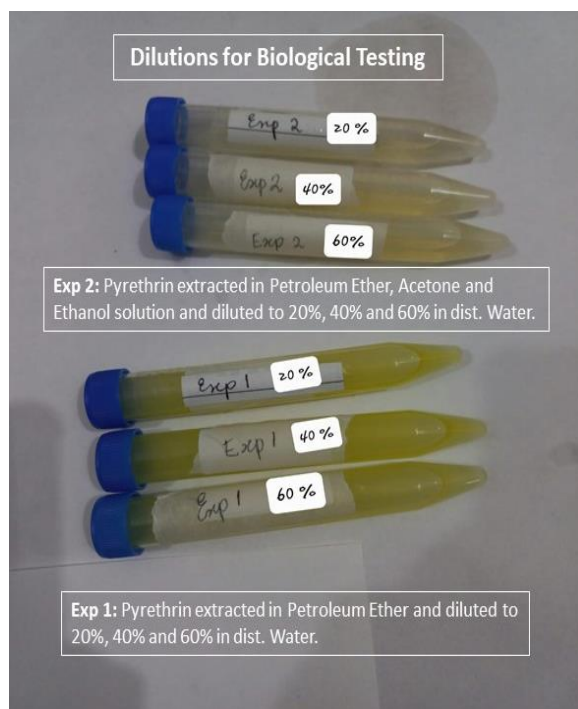 Dilutions for Biological Testing
Exp 2 20%
Exp 2 40%
Exp 2 60%
Exp 2: Pyrethrin extracted in Petroleum Ether, Acetone and
Ethanol solution and diluted to 20%, 40% and 60% in dist. Water.
Exp 1 20%
Exp 1 40%
Exp 1 60%
Exp 1: Pyrethrin extracted in Petroleum Ether and diluted to
20%, 40% and 60% in dist. Water.